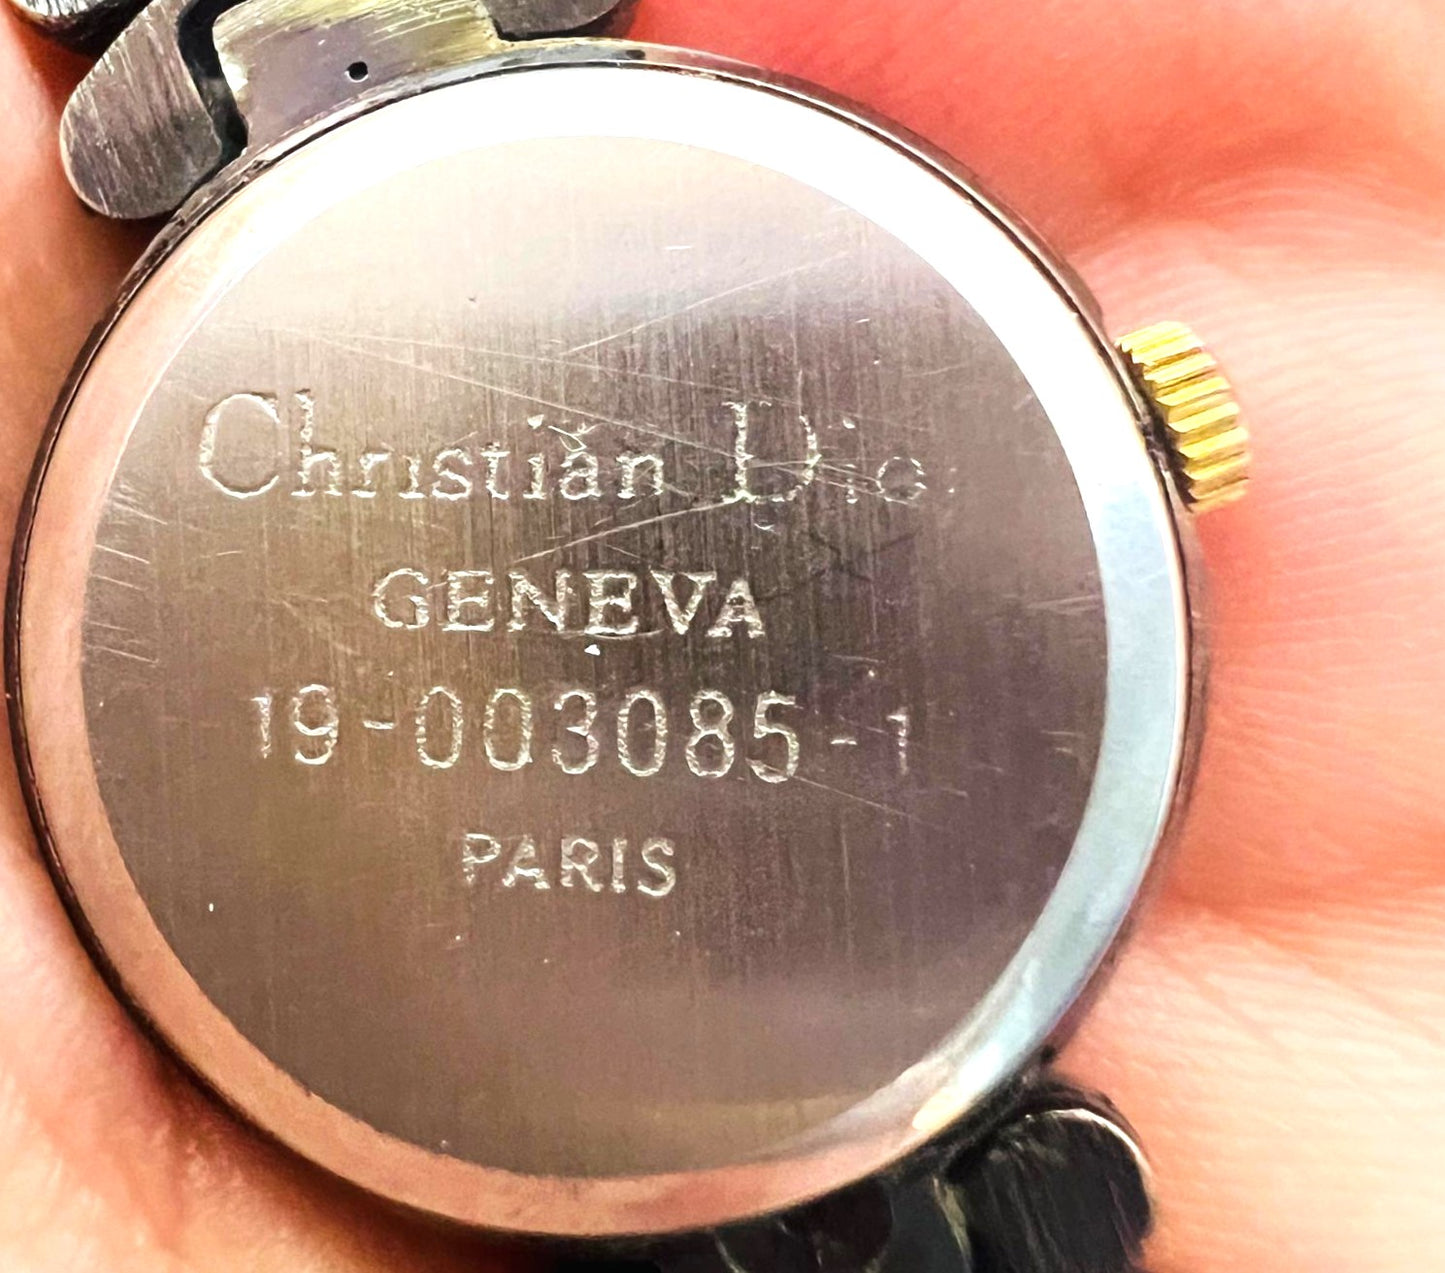 Christian Dior
GENEVA
19-003085-1
PARIS